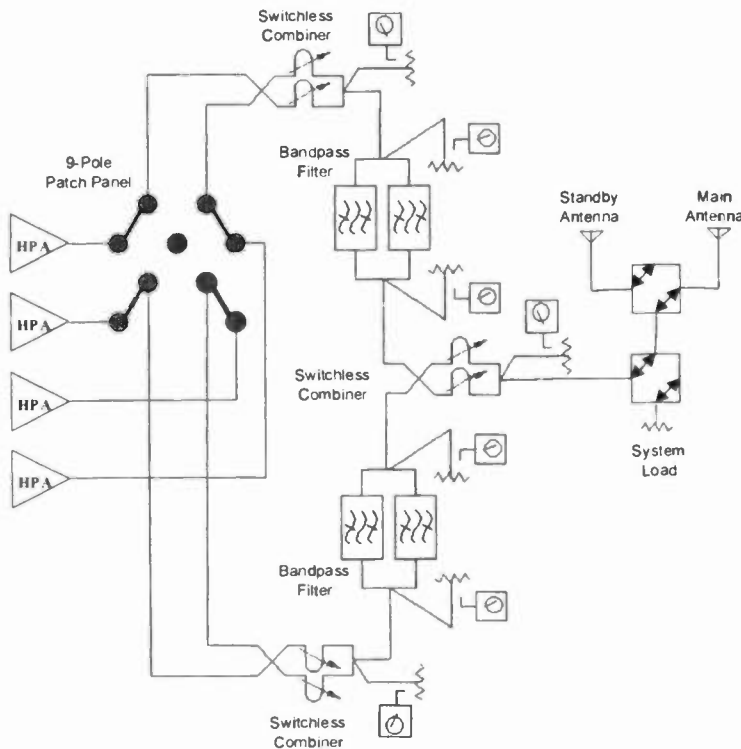 Switchless
Combiner
Bandpass
Filter
9-Pole
Patch Panel
HPA
HPA
HPA
HPA
Standby
Antenna
Main
Antenna
Switchless
Combiner
System
Load
Bandpass
Filter
Switchless
Combiner